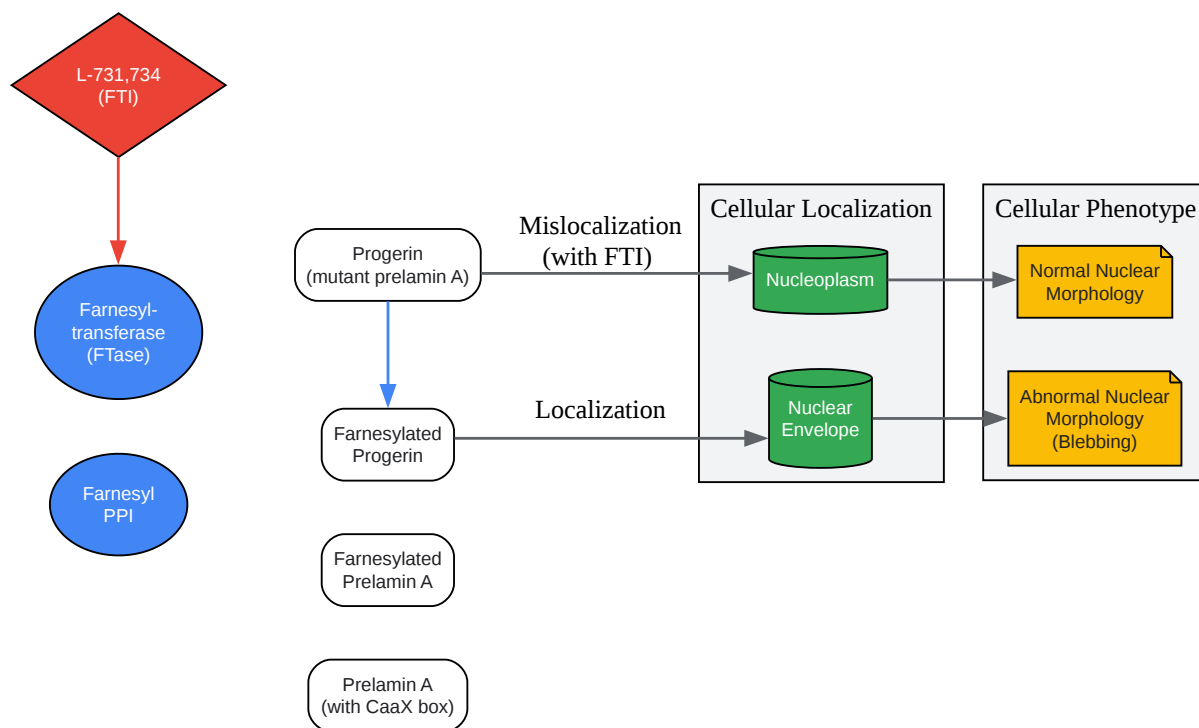 L-731,734
(FTI)
Farnesyl-
transferase
(FTase)
Farnesyl
PPI
Progerin
(mutant prelamin A)
Farnesylated
Progerin
Farnesylated
Prelamin A
Prelamin A
(with CaaX box)
Mislocalization
(with FTI)
Localization
Cellular Localization
Nucleoplasm
Nuclear
Envelope
Cellular Phenotype
Normal Nuclear
Morphology
Abnormal Nuclear
Morphology
(Blebbing)